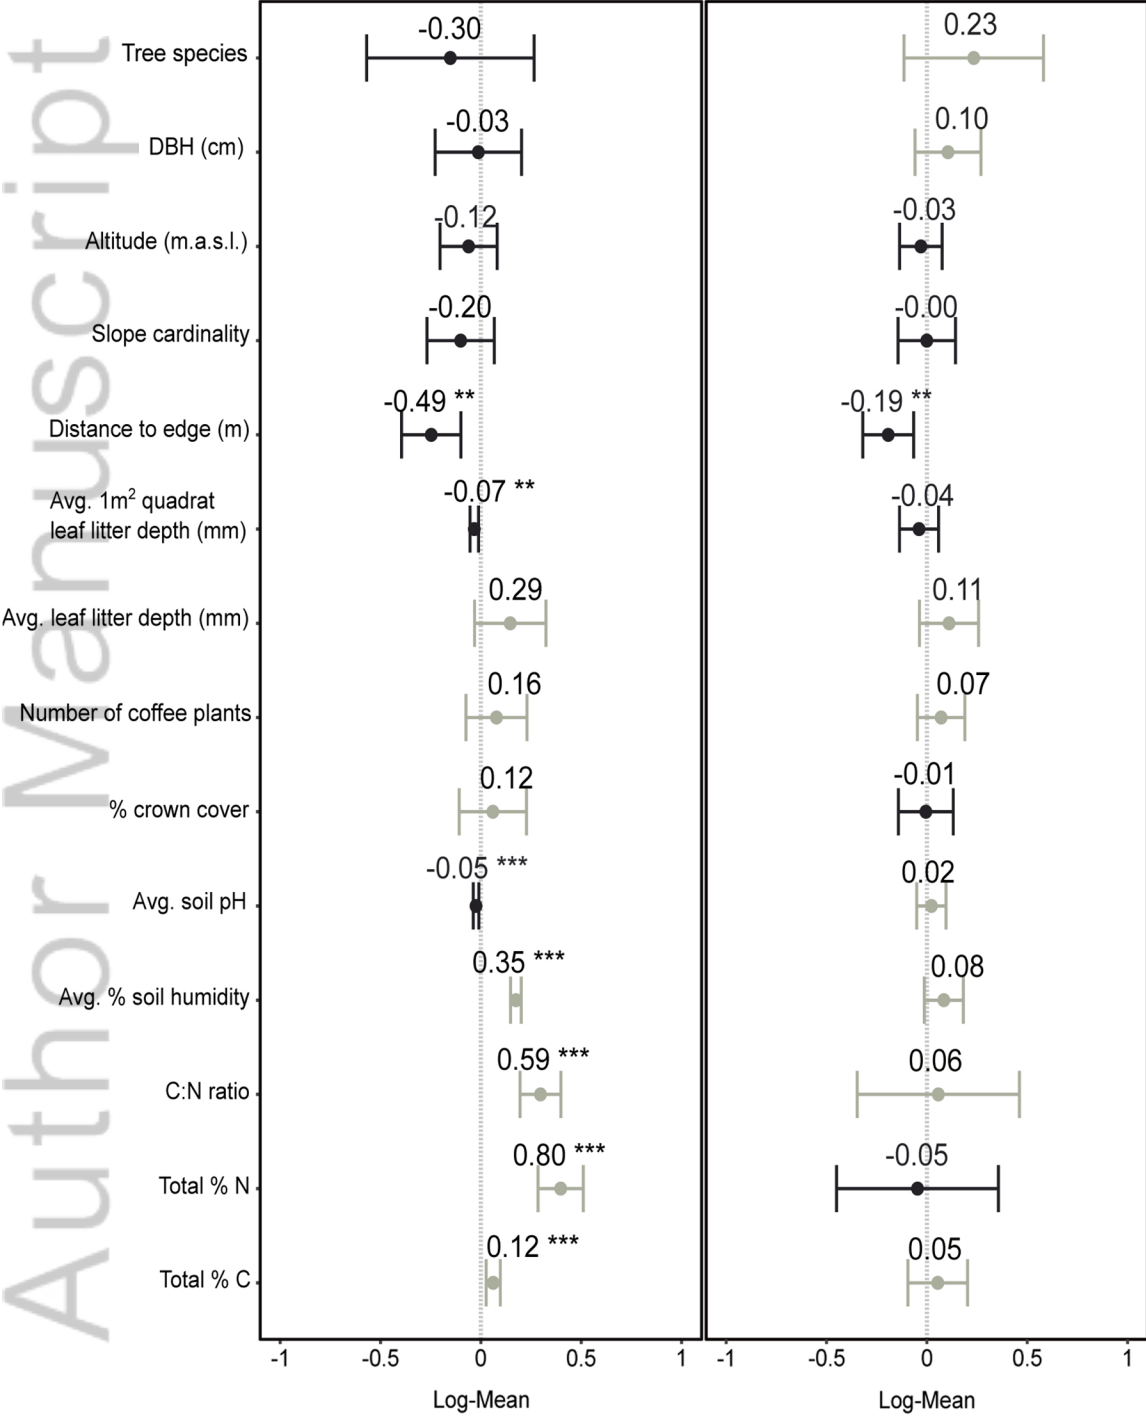 Author Manuscript
Tree species
-0.30
0.23
DBH (cm)
-0.03
0.10
Altitude (m.a.s.l.)
-0.12
-0.03
Slope cardinality
-0.20
-0.00
Distance to edge (m)
-0.49 **
-0.19 **
Avg. 1m² quadrat
leaf litter depth (mm)
-0.07 **
-0.04
Avg. leaf litter depth (mm)
0.29
0.11
Number of coffee plants
0.16
0.07
% crown cover
0.12
-0.01
Avg. soil pH
-0.05 ***
0.02
Avg. % soil humidity
0.35 ***
0.08
C:N ratio
0.59 ***
0.06
Total % N
0.80 ***
-0.05
Total % C
0.12 ***
0.05
-1 -0.5 0 0.5 1
-1 -0.5 0 0.5 1
Log-Mean
Log-Mean